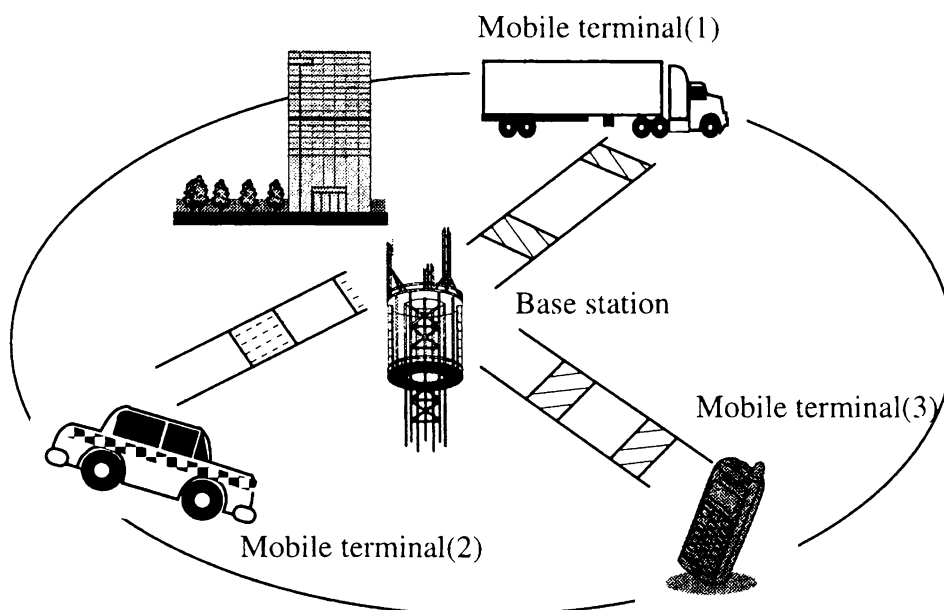 Mobile terminal(1)
Base station
Mobile terminal(3)
Mobile terminal(2)